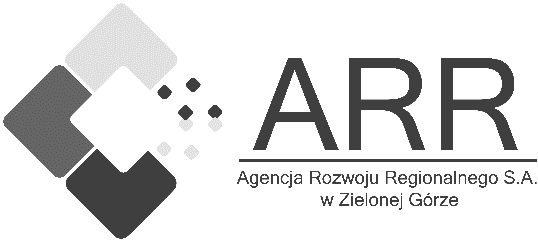 ARR
Agencja Rozwoju Regionalnego S.A.
w Zielonej Górze